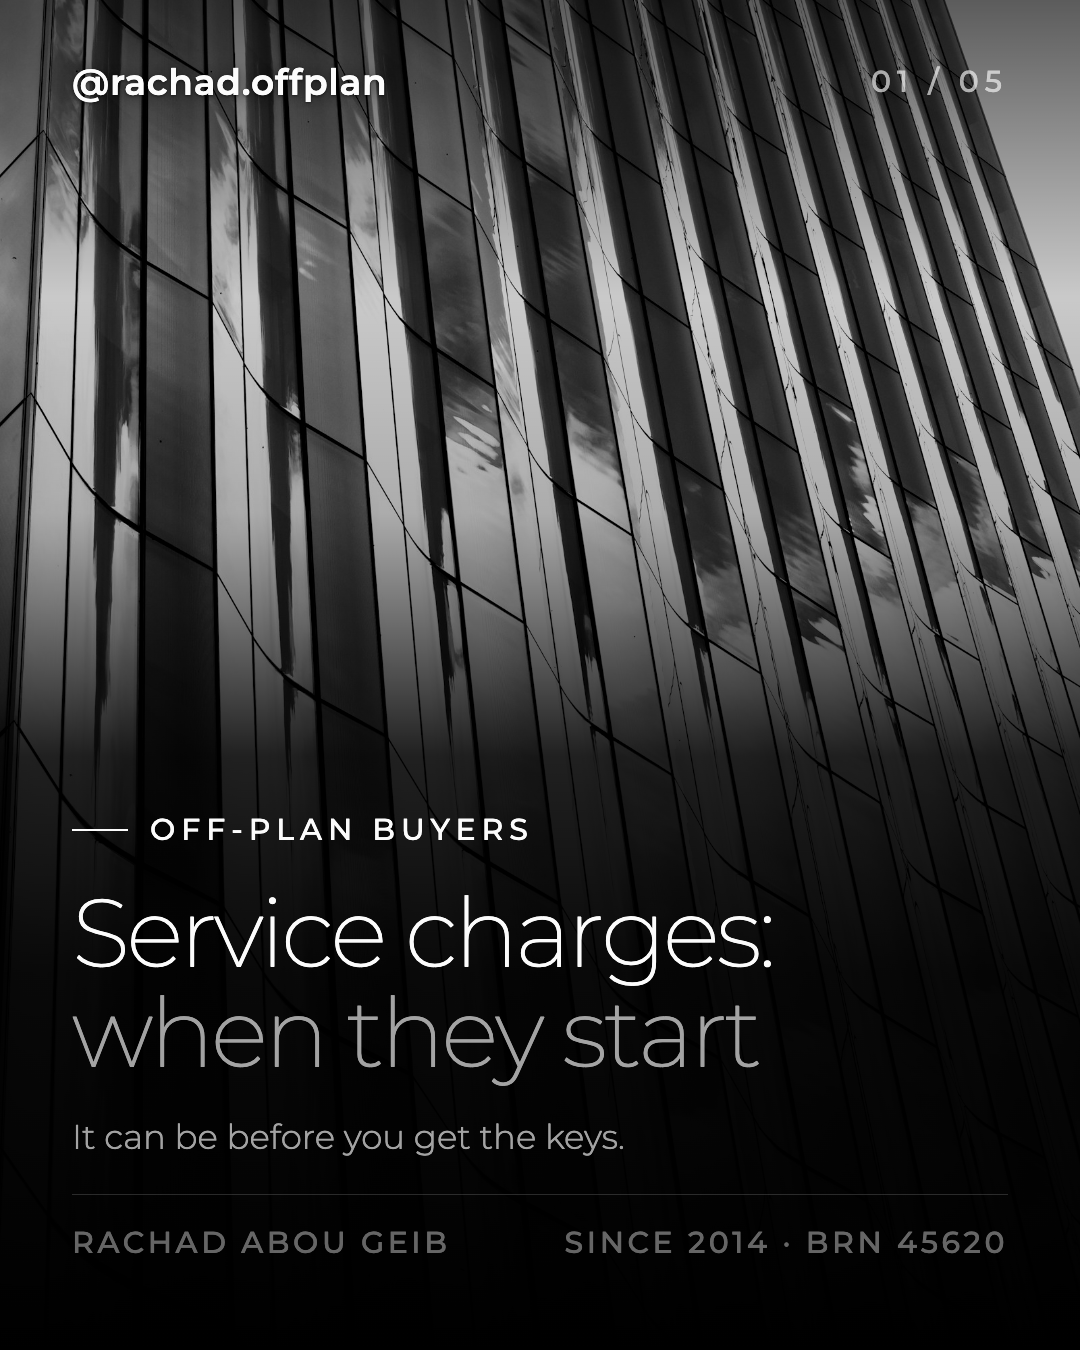 @rachad.offplan
01 / 05
OFF-PLAN BUYERS
Service charges:
when they start
It can be before you get the keys.
RACHAD ABOU GEIB
SINCE 2014 · BRN 45620